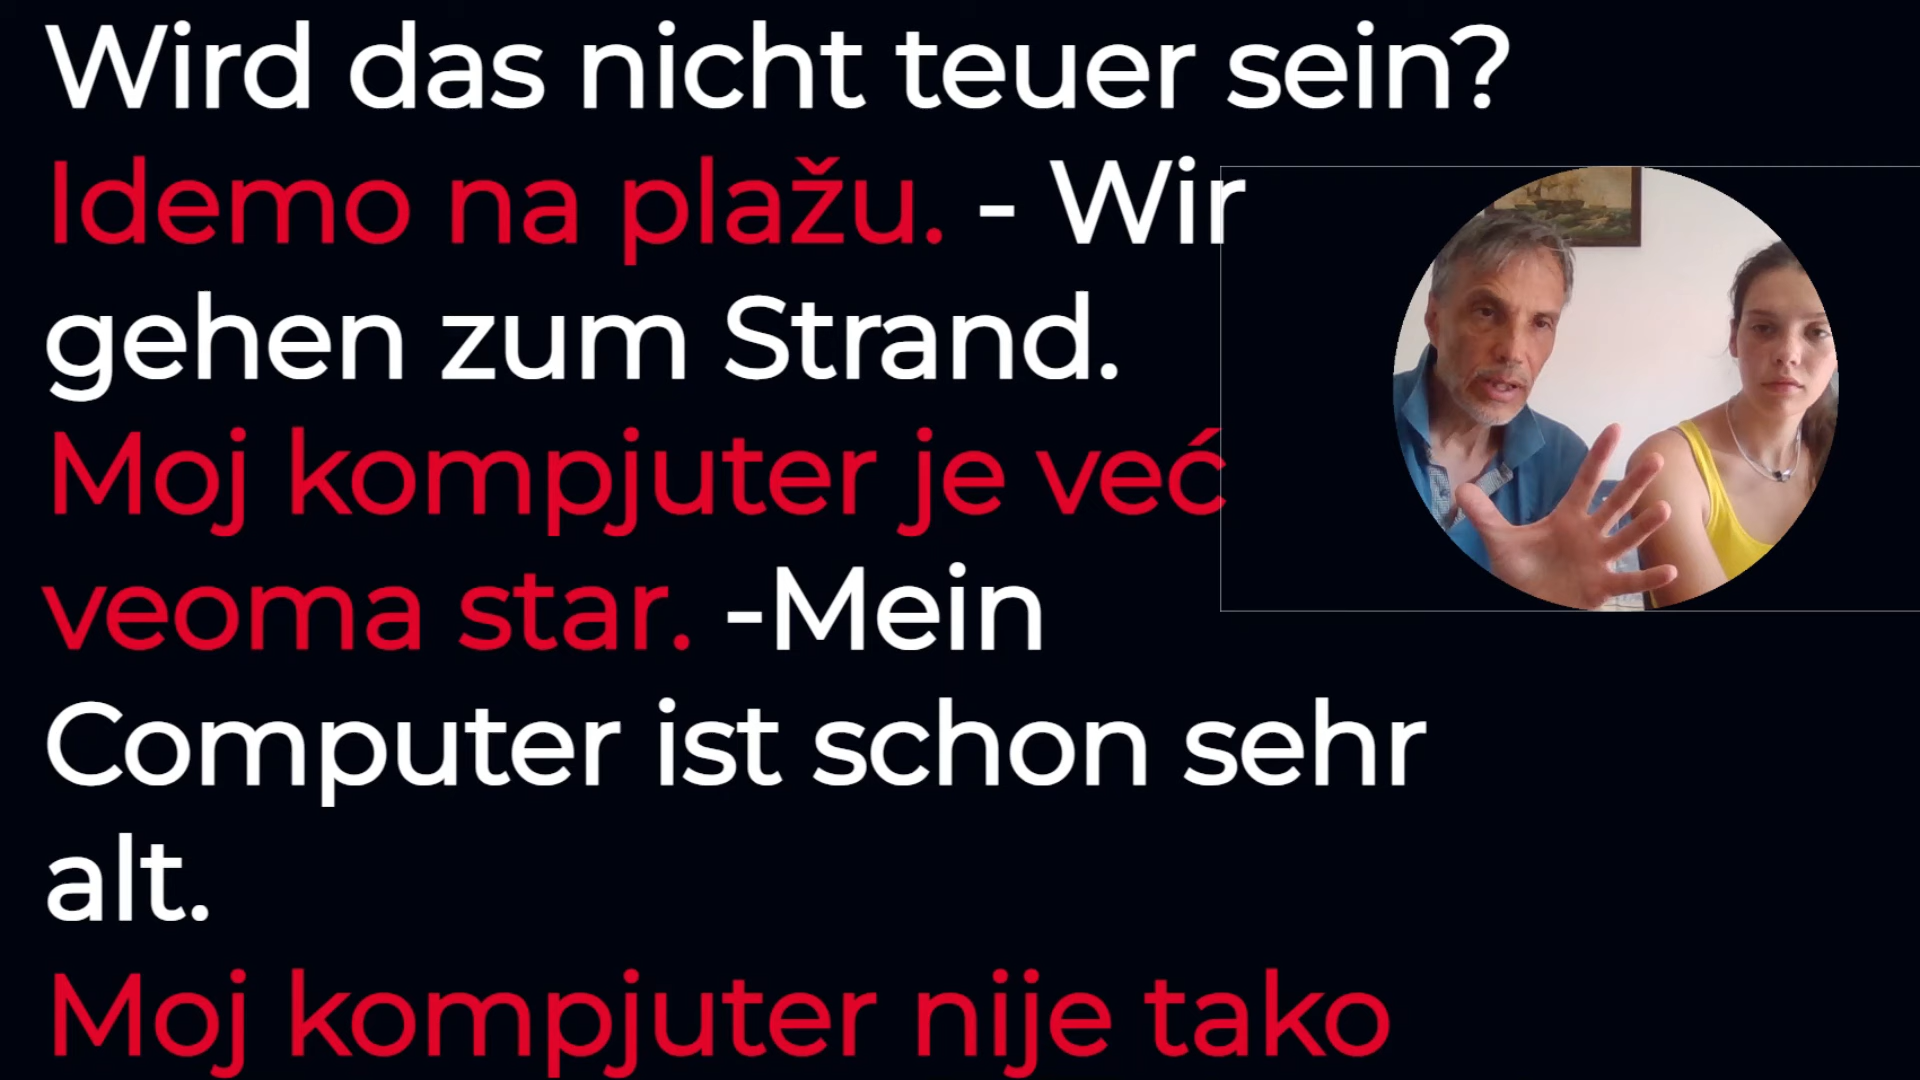 Wird das nicht teuer sein?
Idemo na plažu. - Wir
gehen zum Strand.
Moj kompjuter je već
veoma star. -Mein
Computer ist schon sehr
alt.
Moj kompjuter nije tako